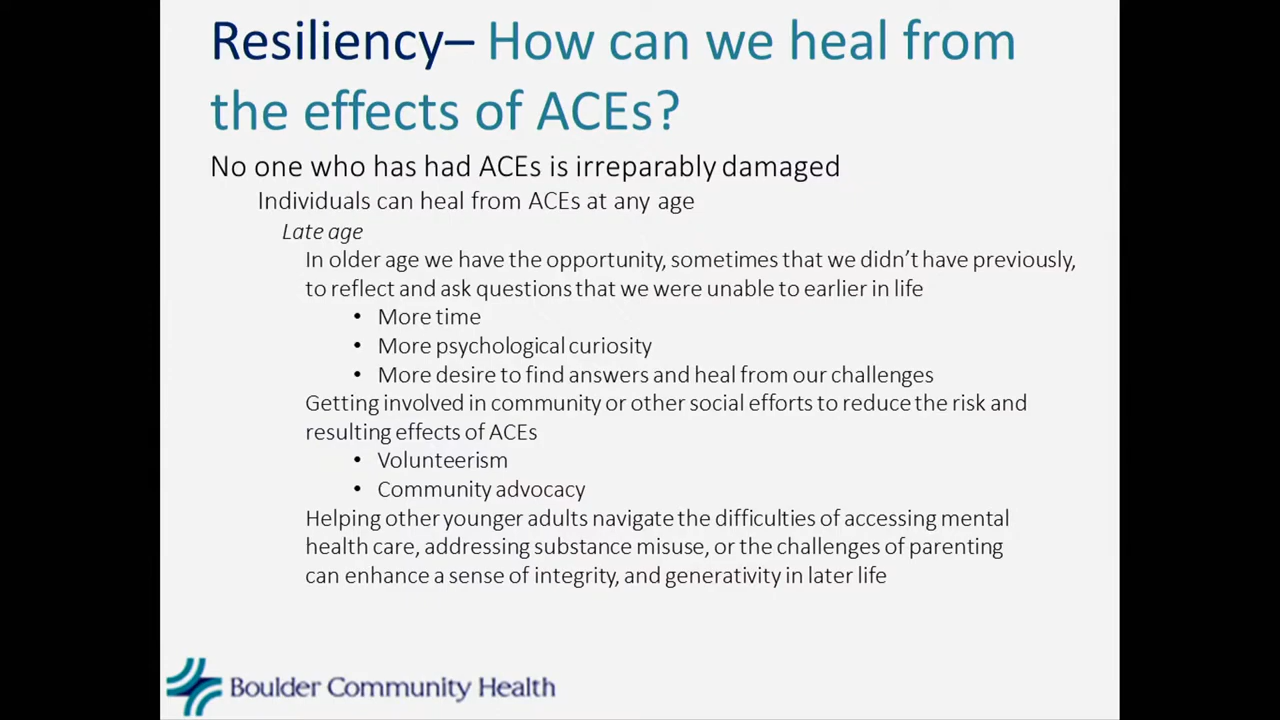 Resiliency– How can we heal from
the effects of ACEs?
No one who has had ACEs is irreparably damaged
Individuals can heal from ACEs at any age
Late age
In older age we have the opportunity, sometimes that we didn’t have previously,
to reflect and ask questions that we were unable to earlier in life
• More time
• More psychological curiosity
• More desire to find answers and heal from our challenges
Getting involved in community or other social efforts to reduce the risk and
resulting effects of ACEs
• Volunteerism
• Community advocacy
Helping other younger adults navigate the difficulties of accessing mental
health care, addressing substance misuse, or the challenges of parenting
can enhance a sense of integrity, and generativity in later life
Boulder Community Health